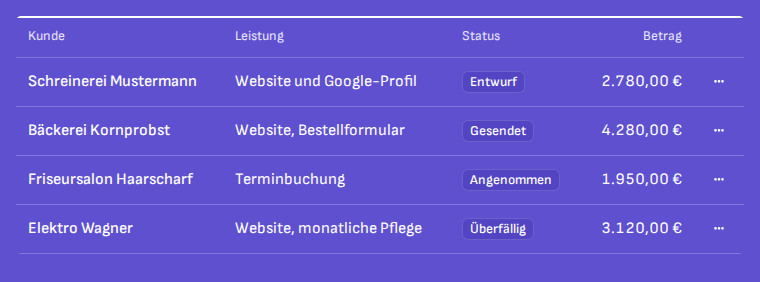 Kunde Leistung Status Betrag
Schreinerei Mustermann Website und Google-Profil Entwurf 2.780,00 € ···
Bäckerei Kornprobst Website, Bestellformular Gesendet 4.280,00 € ···
Friseursalon Haarscharf Terminbuchung Angenommen 1.950,00 € ···
Elektro Wagner Website, monatliche Pflege Überfällig 3.120,00 € ···